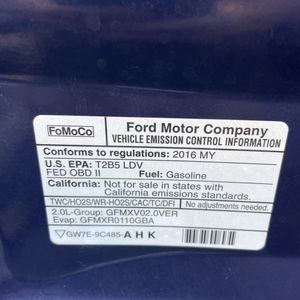 FoMoCo
Ford Motor Company
VEHICLE EMISSION CONTROL INFORMATION
Conforms to regulations: 2016 MY
U.S. EPA: T2B5 LDV
FED OBD II Fuel: Gasoline
California: Not for sale in states with
California emissions standards.
TWC/HO2S/WR-HO2S/CAC/TC/DFI No adjustments needed.
2.0L-Group: GFMXV02.0VER
Evap: GFMXR0110GBA
GW7E-9C485-AHK